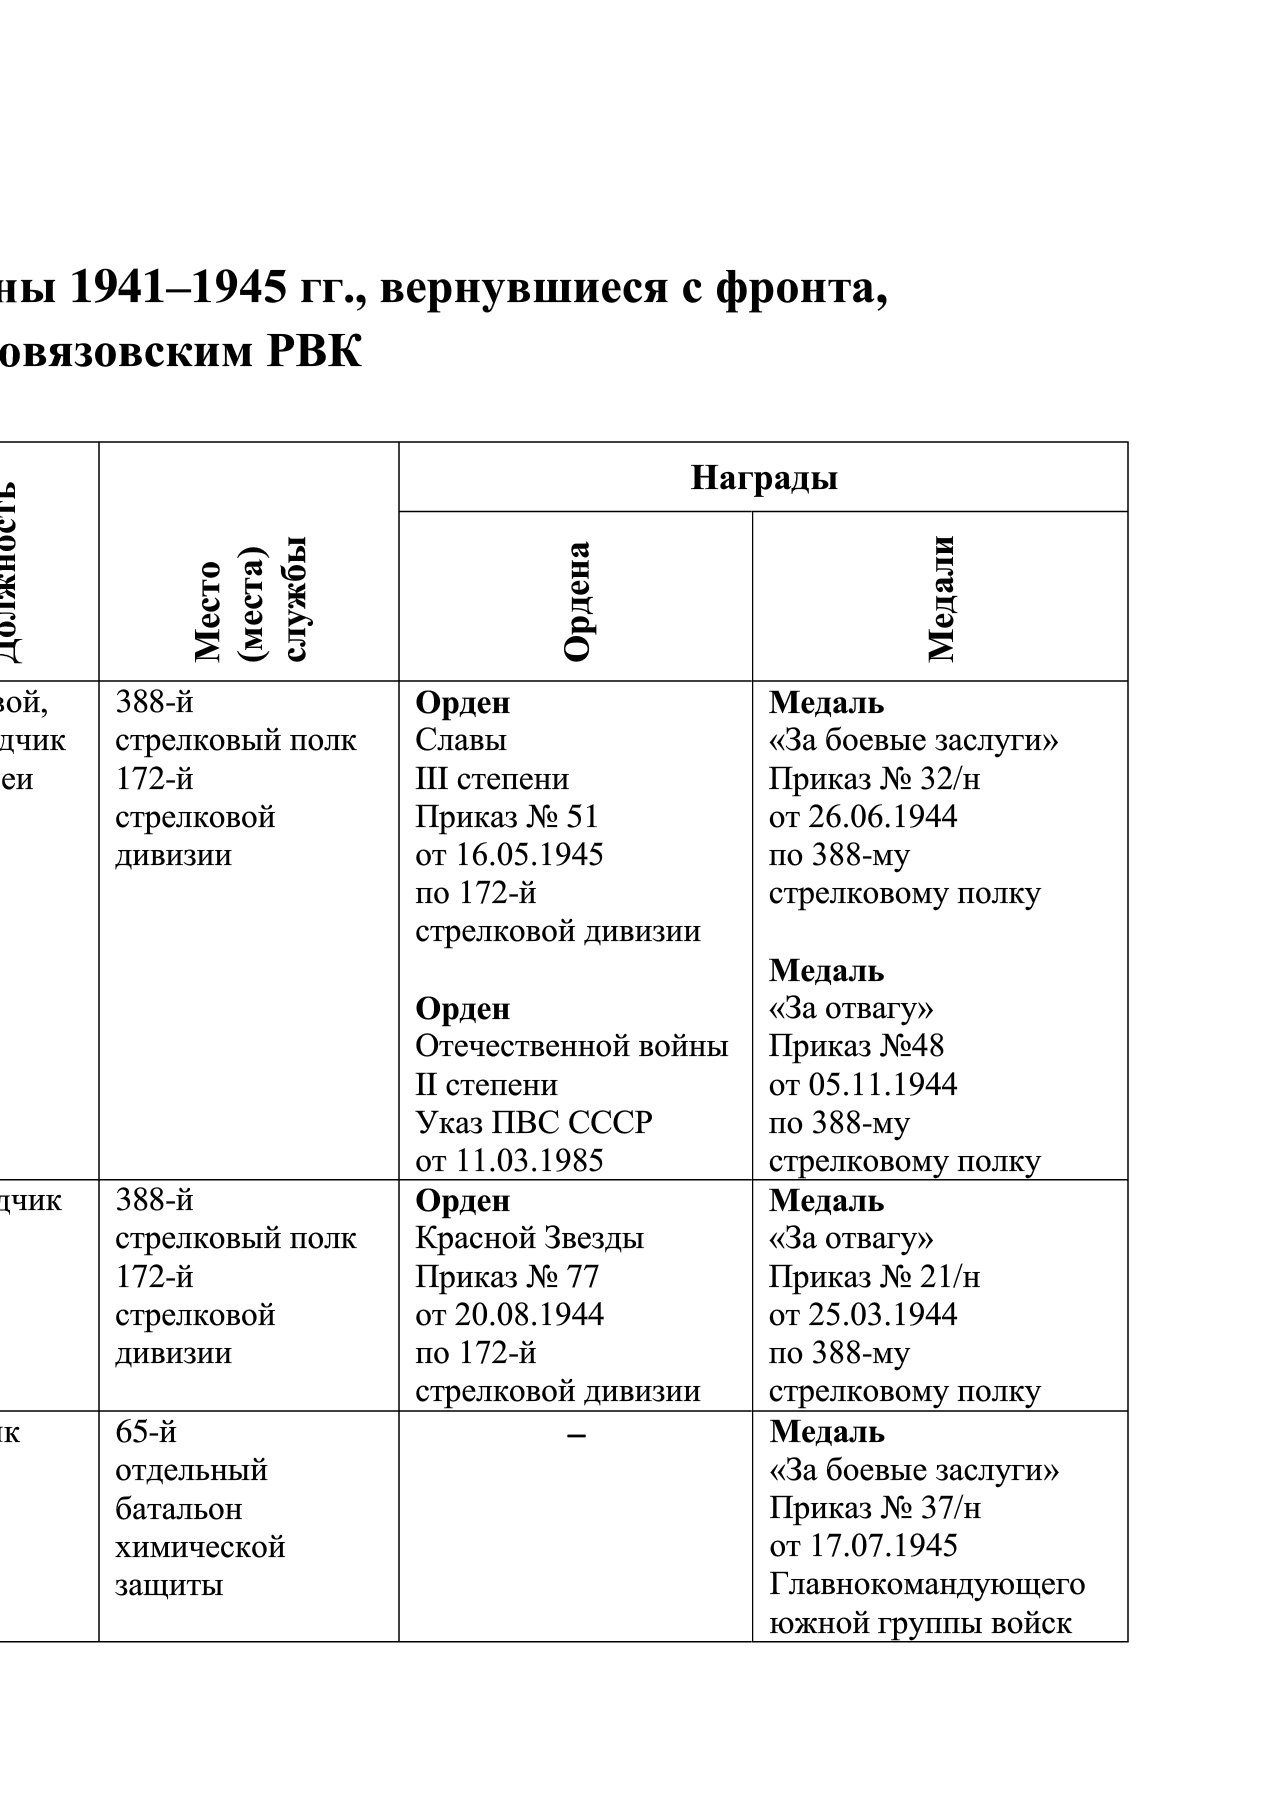 ны 1941–1945 гг., вернувшиеся с фронта,
овязовским РВК
Должность
Место
(места)
службы
Награды
Ордена
Медали
вой,
дчик
еи
388-й
стрелковый полк
172-й
стрелковой
дивизии
Орден
Славы
III степени
Приказ № 51
от 16.05.1945
по 172-й
стрелковой дивизии
Орден
Отечественной войны
II степени
Указ ПВС СССР
от 11.03.1985
Медаль
«За боевые заслуги»
Приказ № 32/н
от 26.06.1944
по 388-му
стрелковому полку
Медаль
«За отвагу»
Приказ №48
от 05.11.1944
по 388-му
стрелковому полку
дчик
388-й
стрелковый полк
172-й
стрелковой
дивизии
Орден
Красной Звезды
Приказ № 77
от 20.08.1944
по 172-й
стрелковой дивизии
Медаль
«За отвагу»
Приказ № 21/н
от 25.03.1944
по 388-му
стрелковому полку
ик
65-й
отдельный
батальон
химической
защиты
–
Медаль
«За боевые заслуги»
Приказ № 37/н
от 17.07.1945
Главнокомандующего
южной группы войск